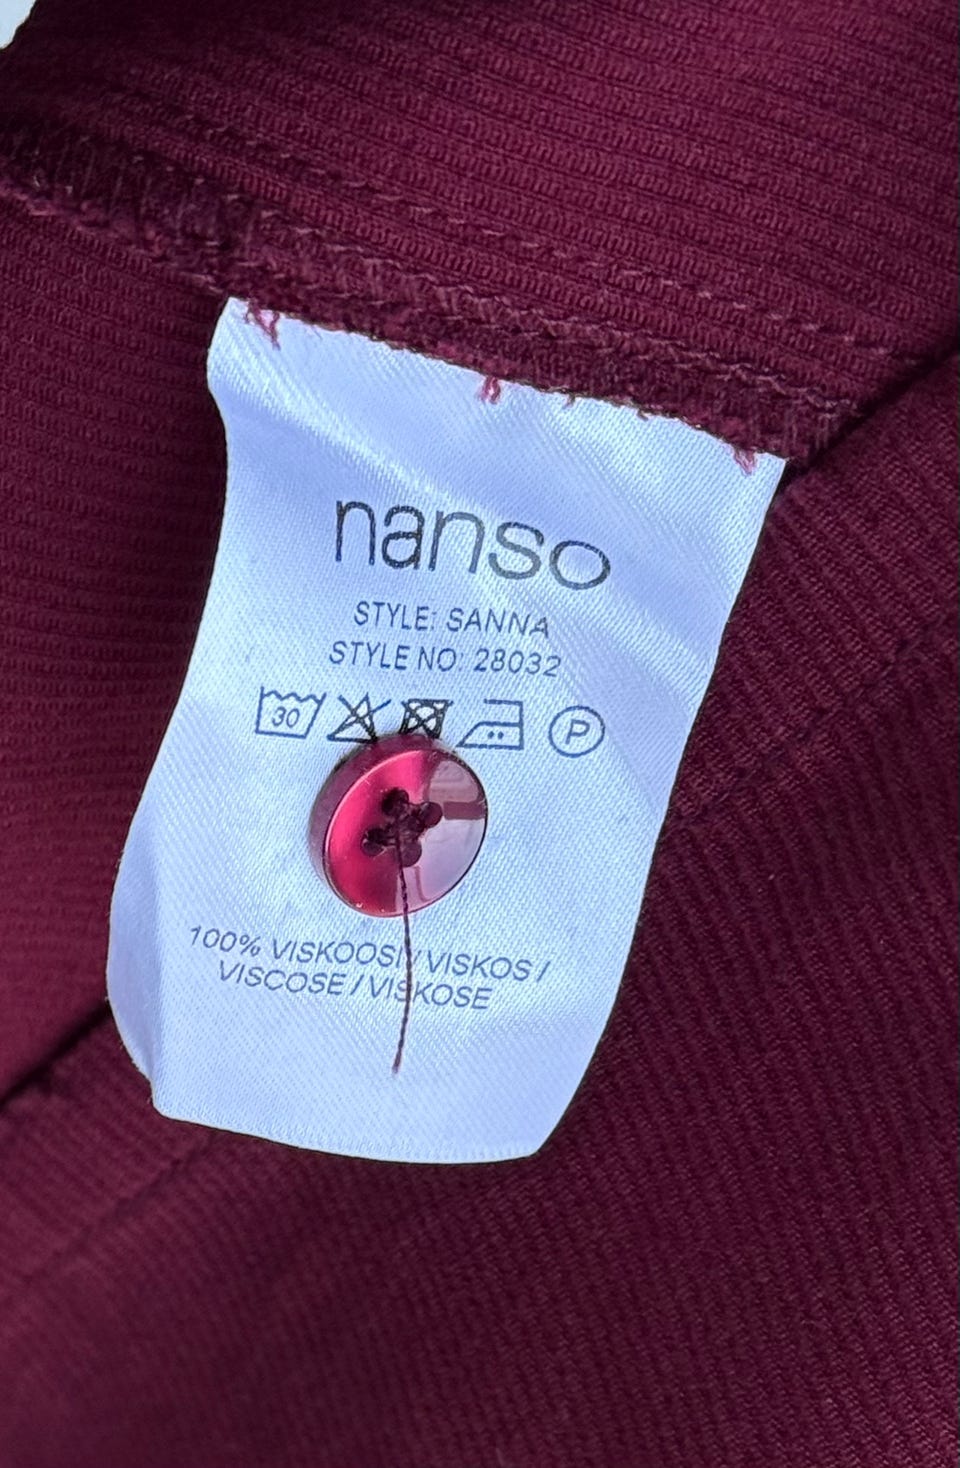 nanso
STYLE: SANNA
STYLE NO: 28032
30 P
100% VISKOOSI / VISKOS /
VISCOSE / VISKOSE